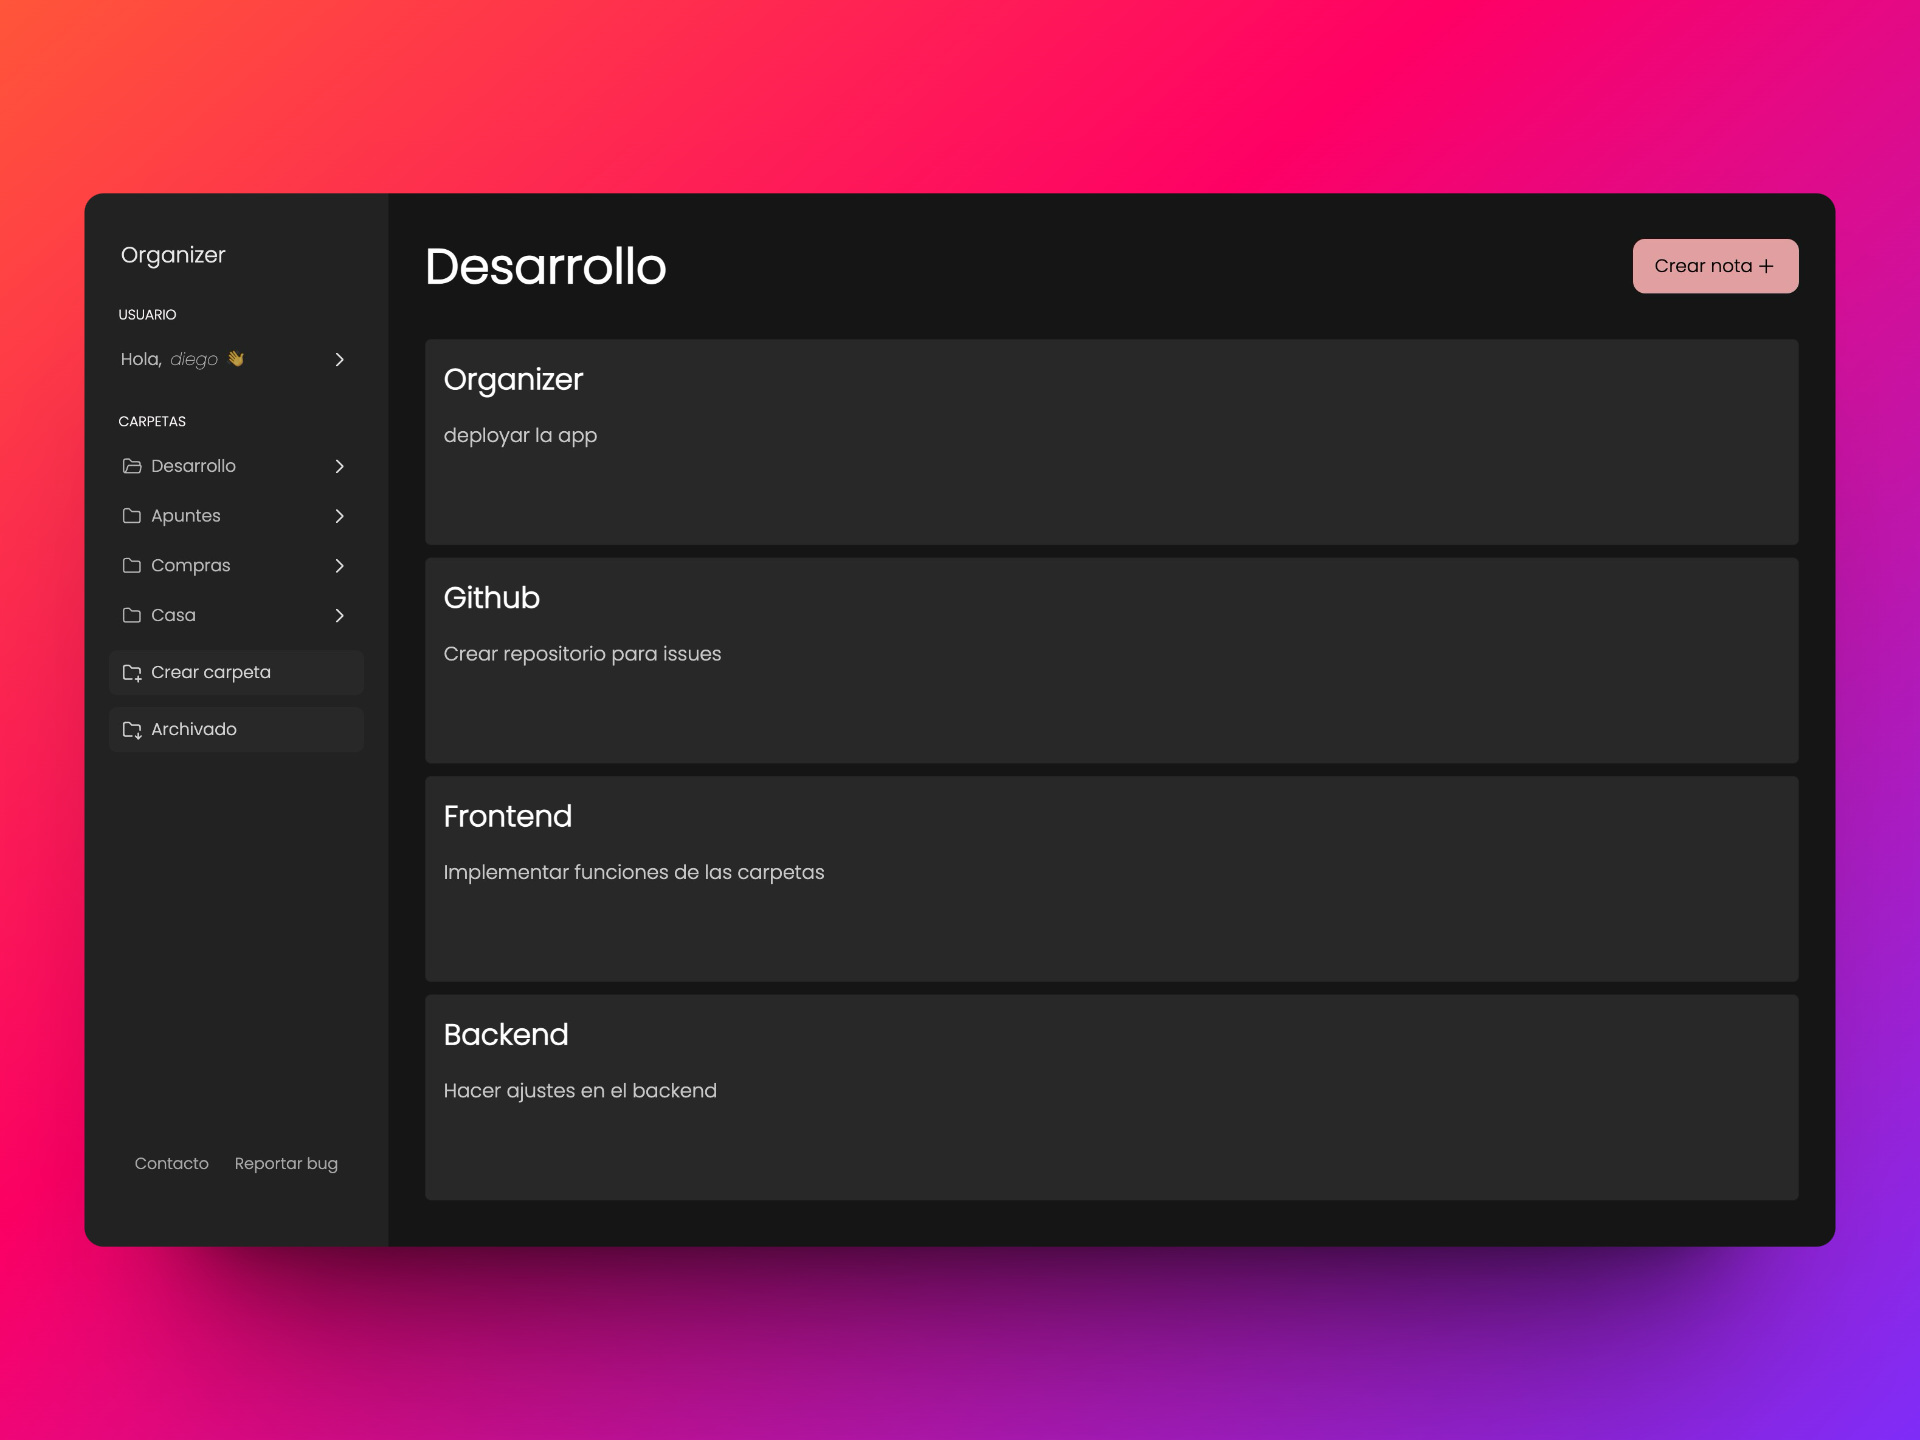 Organizer
USUARIO
Hola, diego 👋
CARPETAS
Desarrollo
Apuntes
Compras
Casa
Crear carpeta
Archivado
Contacto Reportar bug
Desarrollo
Crear nota +
Organizer
deployar la app
Github
Crear repositorio para issues
Frontend
Implementar funciones de las carpetas
Backend
Hacer ajustes en el backend